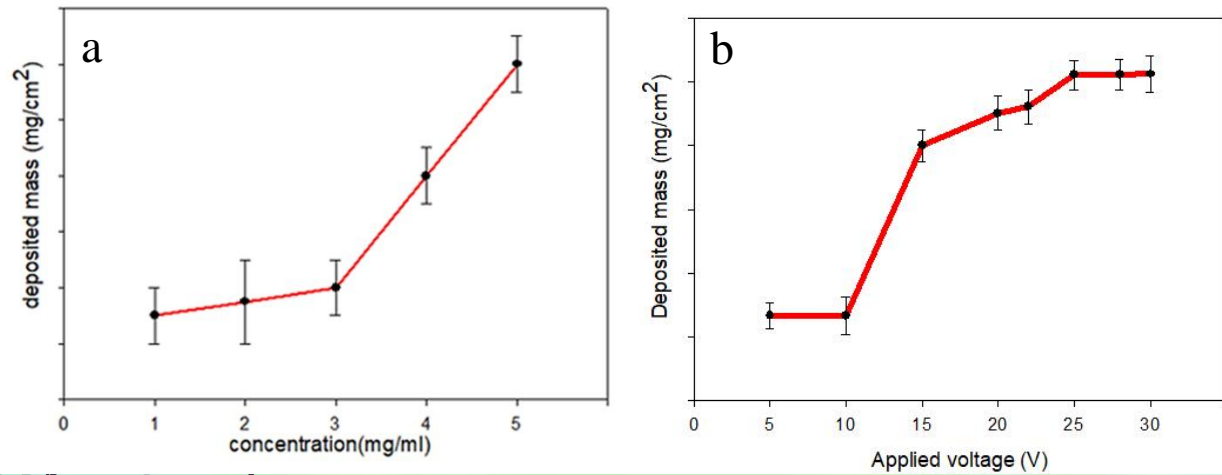 a
deposited mass (mg/cm²)
0 1 2 3 4 5
concentration(mg/ml)
b
Deposited mass (mg/cm²)
0 5 10 15 20 25 30
Applied voltage (V)